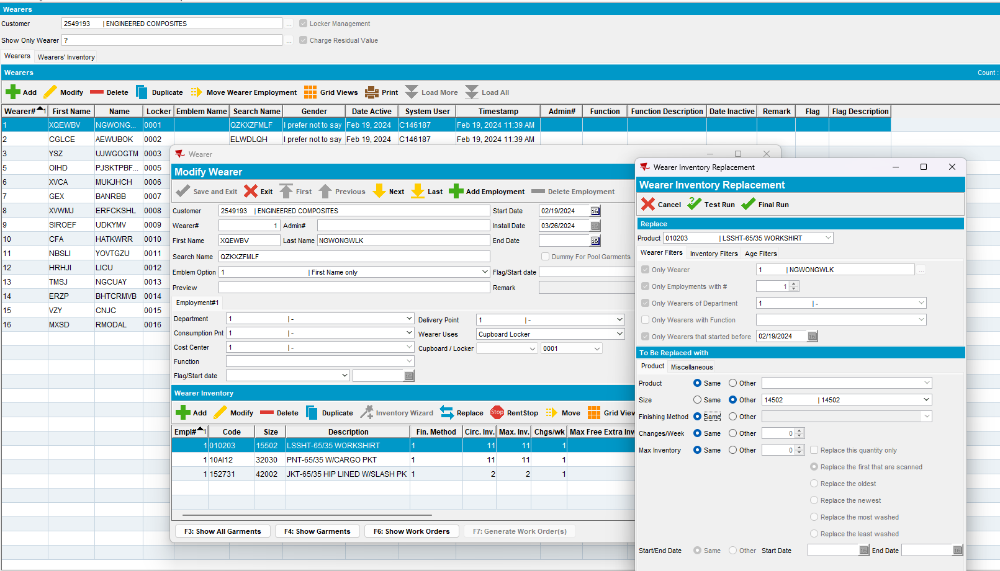 Wearers
Customer 2549193 | ENGINEERED COMPOSITES ... Locker Management
Show Only Wearer ? ... Charge Residual Value
Wearers Wearers' Inventory
Wearers Count :
Add Modify Delete Duplicate Move Wearer Employment Grid Views Print Load More Load All
Wearer# 1 First Name Name Locker Emblem Name Search Name Gender Date Active System User Timestamp Admin# Function Function Description Date Inactive Remark Flag Flag Description
1 XQEWBV NGWONG... 0001 QZKXZFMLF I prefer not to say Feb 19, 2024 C146187 Feb 19, 2024 11:39 AM
2 CGLCE AEWUBOK 0002 ELWDLQH I prefer not to say Feb 19, 2024 C146187 Feb 19, 2024 11:39 AM
3 YSZ UJWGOGTM 0003
5 OIHD PJSKTPBF... 0005
6 XVCA MUKJHCH 0006
7 GEX BANRBB 0007
8 XVWMJ ERFCKSHL 0008
9 SIROEF UDKYMV 0009
10 CFA HATKWRR 0010
11 NBSLI YOVTGZU 0011
12 HRHJI LICU 0012
13 TMSJ NGCUAY 0013
14 ERZP BHTCRMVB 0014
15 VZY CNJC 0015
16 MXSD RMODAL 0016
Wearer
Modify Wearer
Save and Exit Exit First Previous Next Last Add Employment Delete Employment
Customer 2549193 | ENGINEERED COMPOSITES Start Date 02/19/2024 16
Wearer# 1 Admin# Install Date 03/26/2024 16
First Name XQEWBV Last Name NGWONGWLK End Date 16
Search Name QZKXZFMLF Dummy For Pool Garments
Emblem Option 1 | First Name only Flag/Start date
Preview Remark
Employment#1
Department 1 | - Delivery Point 1 | -
Consumption Pnt 1 | - Wearer Uses Cupboard Locker
Cost Center 1 | - Cupboard / Locker 0001
Function
Flag/Start date 16
Wearer Inventory
Add Modify Delete Duplicate Inventory Wizard Replace Stop RentStop Move Grid View
Empl# 1 Code Size Description Fin. Method Circ. Inv. Max. Inv. Chgs/wk Max Free Extra Inv
1 010203 15502 LSSHT-65/35 WORKSHIRT 1 11 11 1
1 10AI12 32030 PNT-65/35 W/CARGO PKT 1 11 11 1
1 152731 42002 JKT-65/35 HIP LINED W/SLASH PK 1 2 2 1
F3: Show All Garments F4: Show Garments F6: Show Work Orders F7: Generate Work Order(s)
Wearer Inventory Replacement
Wearer Inventory Replacement
Cancel Test Run Final Run
Replace
Product 010203 | LSSHT-65/35 WORKSHIRT
Wearer Filters Inventory Filters Age Filters
Only Wearer 1 | NGWONGWLK ...
Only Employments with # 1
Only Wearers of Department 1 | -
Only Wearers with Function
Only Wearers that started before 02/19/2024 16
To Be Replaced with
Product Miscellaneous
Product Same Other
Size Same Other 14502 | 14502
Finishing Method Same Other
Changes/Week Same Other 0
Max Inventory Same Other 0 Replace this quantity only
Replace the first that are scanned
Replace the oldest
Replace the newest
Replace the most washed
Replace the least washed
Start/End Date Same Other Start Date 16 End Date 16